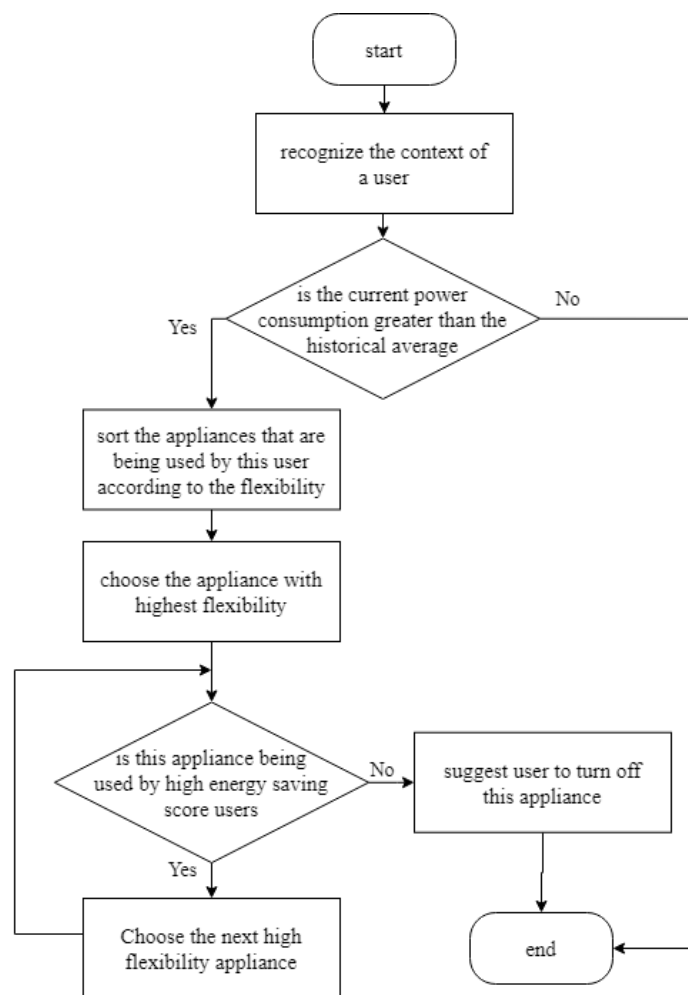 start
recognize the context of
a user
is the current power
consumption greater than the
historical average
No
Yes
sort the appliances that are
being used by this user
according to the flexibility
choose the appliance with
highest flexibility
is this appliance being
used by high energy saving
score users
No
suggest user to turn off
this appliance
Yes
Choose the next high
flexibility appliance
end